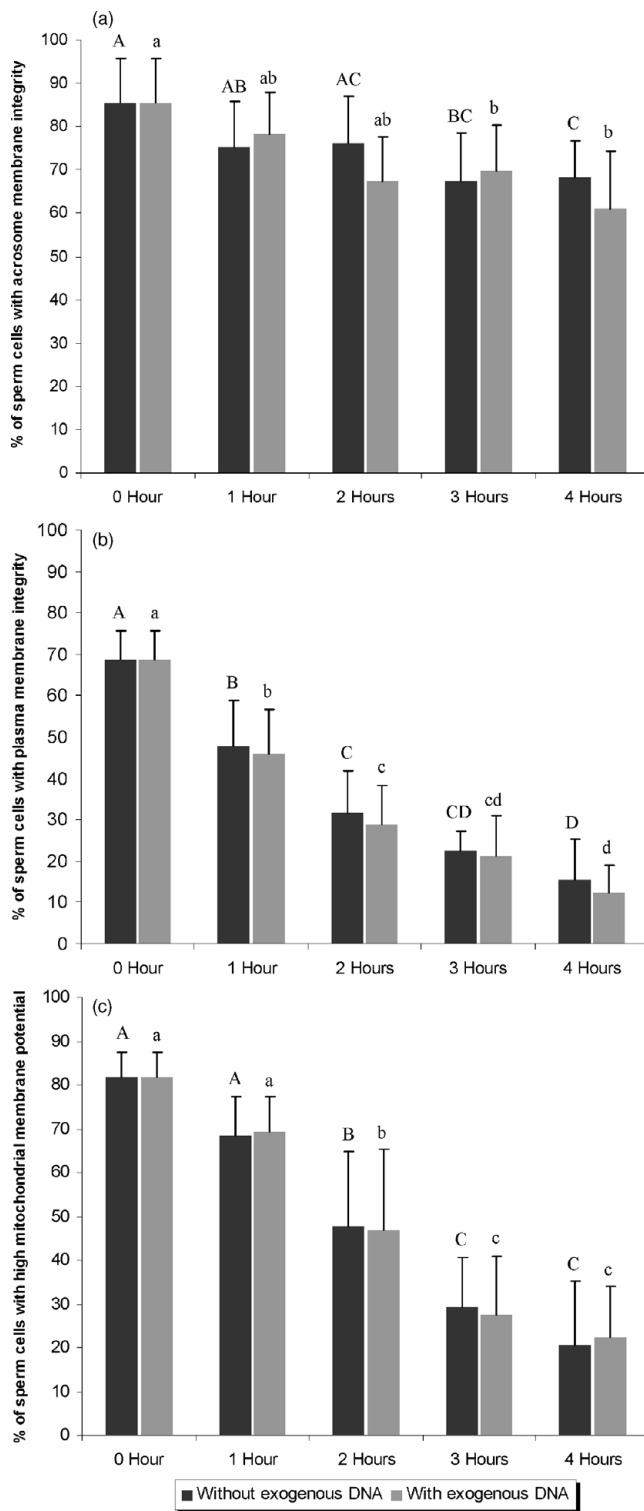 (a)
% of sperm cells with acrosome membrane integrity
100
90
80
70
60
50
40
30
20
10
0
A a AB ab AC ab BC b C b
0 Hour 1 Hour 2 Hours 3 Hours 4 Hours
(b)
% of sperm cells with plasma membrane integrity
100
90
80
70
60
50
40
30
20
10
0
A a B b C c CD cd D d
0 Hour 1 Hour 2 Hours 3 Hours 4 Hours
(c)
% of sperm cells with high mitochondrial membrane potential
100
90
80
70
60
50
40
30
20
10
0
A a A a B b C c C c
0 Hour 1 Hour 2 Hours 3 Hours 4 Hours
Without exogenous DNA With exogenous DNA